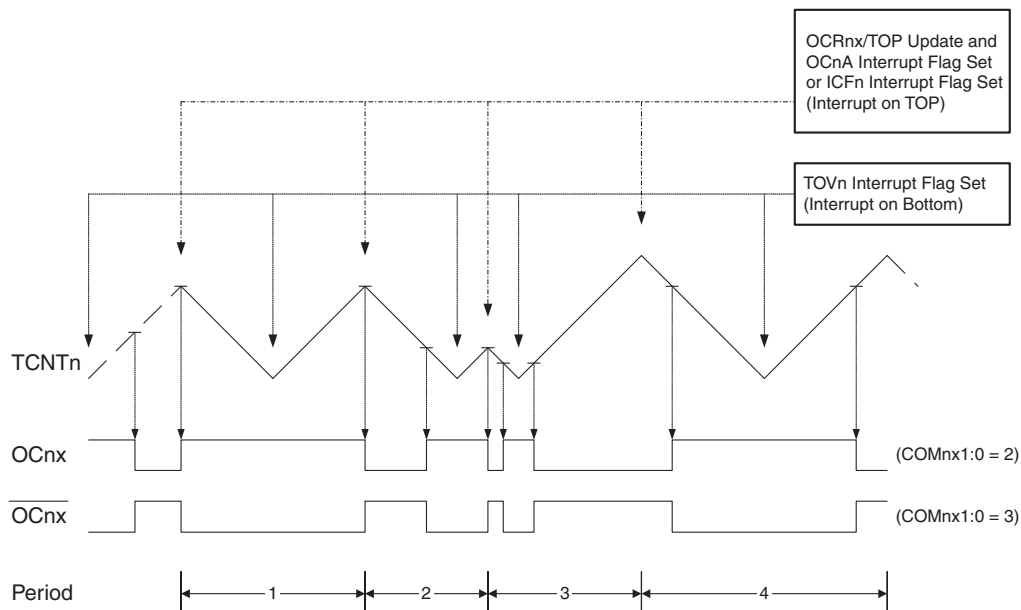 OCRnx/TOP Update and
OCnA Interrupt Flag Set
or ICFn Interrupt Flag Set
(Interrupt on TOP)
TOVn Interrupt Flag Set
(Interrupt on Bottom)
TCNTn
OCnx
(COMnx1:0 = 2)
OCnx
(COMnx1:0 = 3)
Period
1
2
3
4